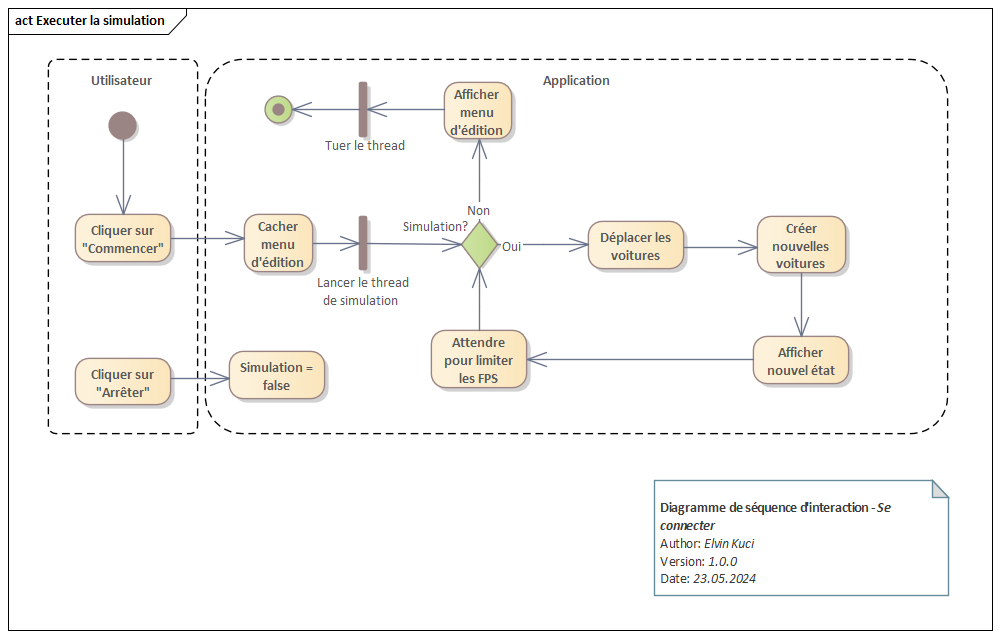 act Executer la simulation
Utilisateur
Application
Afficher
menu
d'édition
Tuer le thread
Non
Cliquer sur
"Commencer"
Cacher
menu
d'édition
Lancer le thread
de simulation
Simulation?
Oui
Déplacer les
voitures
Créer
nouvelles
voitures
Attendre
pour limiter
les FPS
Afficher
nouvel état
Cliquer sur
"Arrêter"
Simulation =
false
Diagramme de séquence d'interaction - Se
connecter
Author: Elvin Kuci
Version: 1.0.0
Date: 23.05.2024